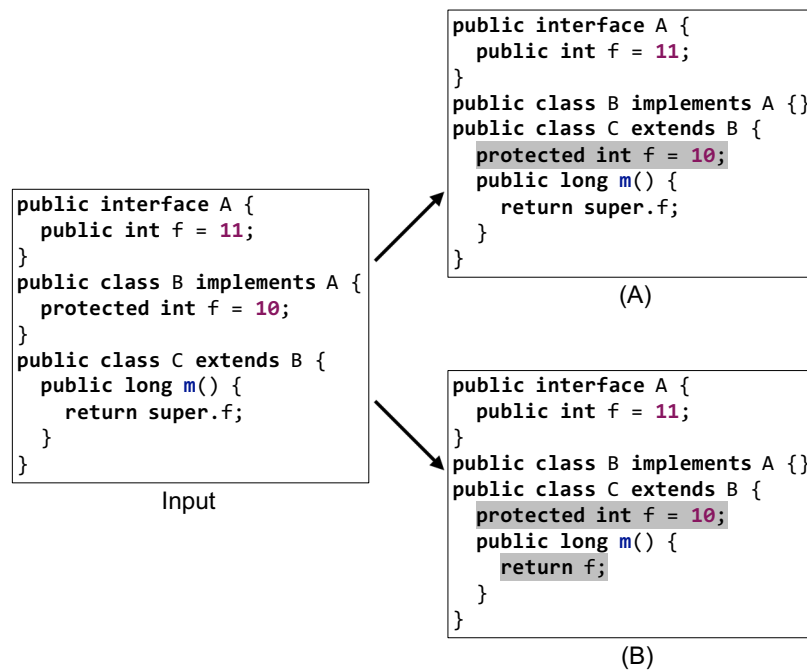 public interface A {
public int f = 11;
}
public class B implements A {
protected int f = 10;
}
public class C extends B {
public long m() {
return super.f;
}
}
Input
public interface A {
public int f = 11;
}
public class B implements A {}
public class C extends B {
protected int f = 10;
public long m() {
return super.f;
}
}
(A)
public interface A {
public int f = 11;
}
public class B implements A {}
public class C extends B {
protected int f = 10;
public long m() {
return f;
}
}
(B)